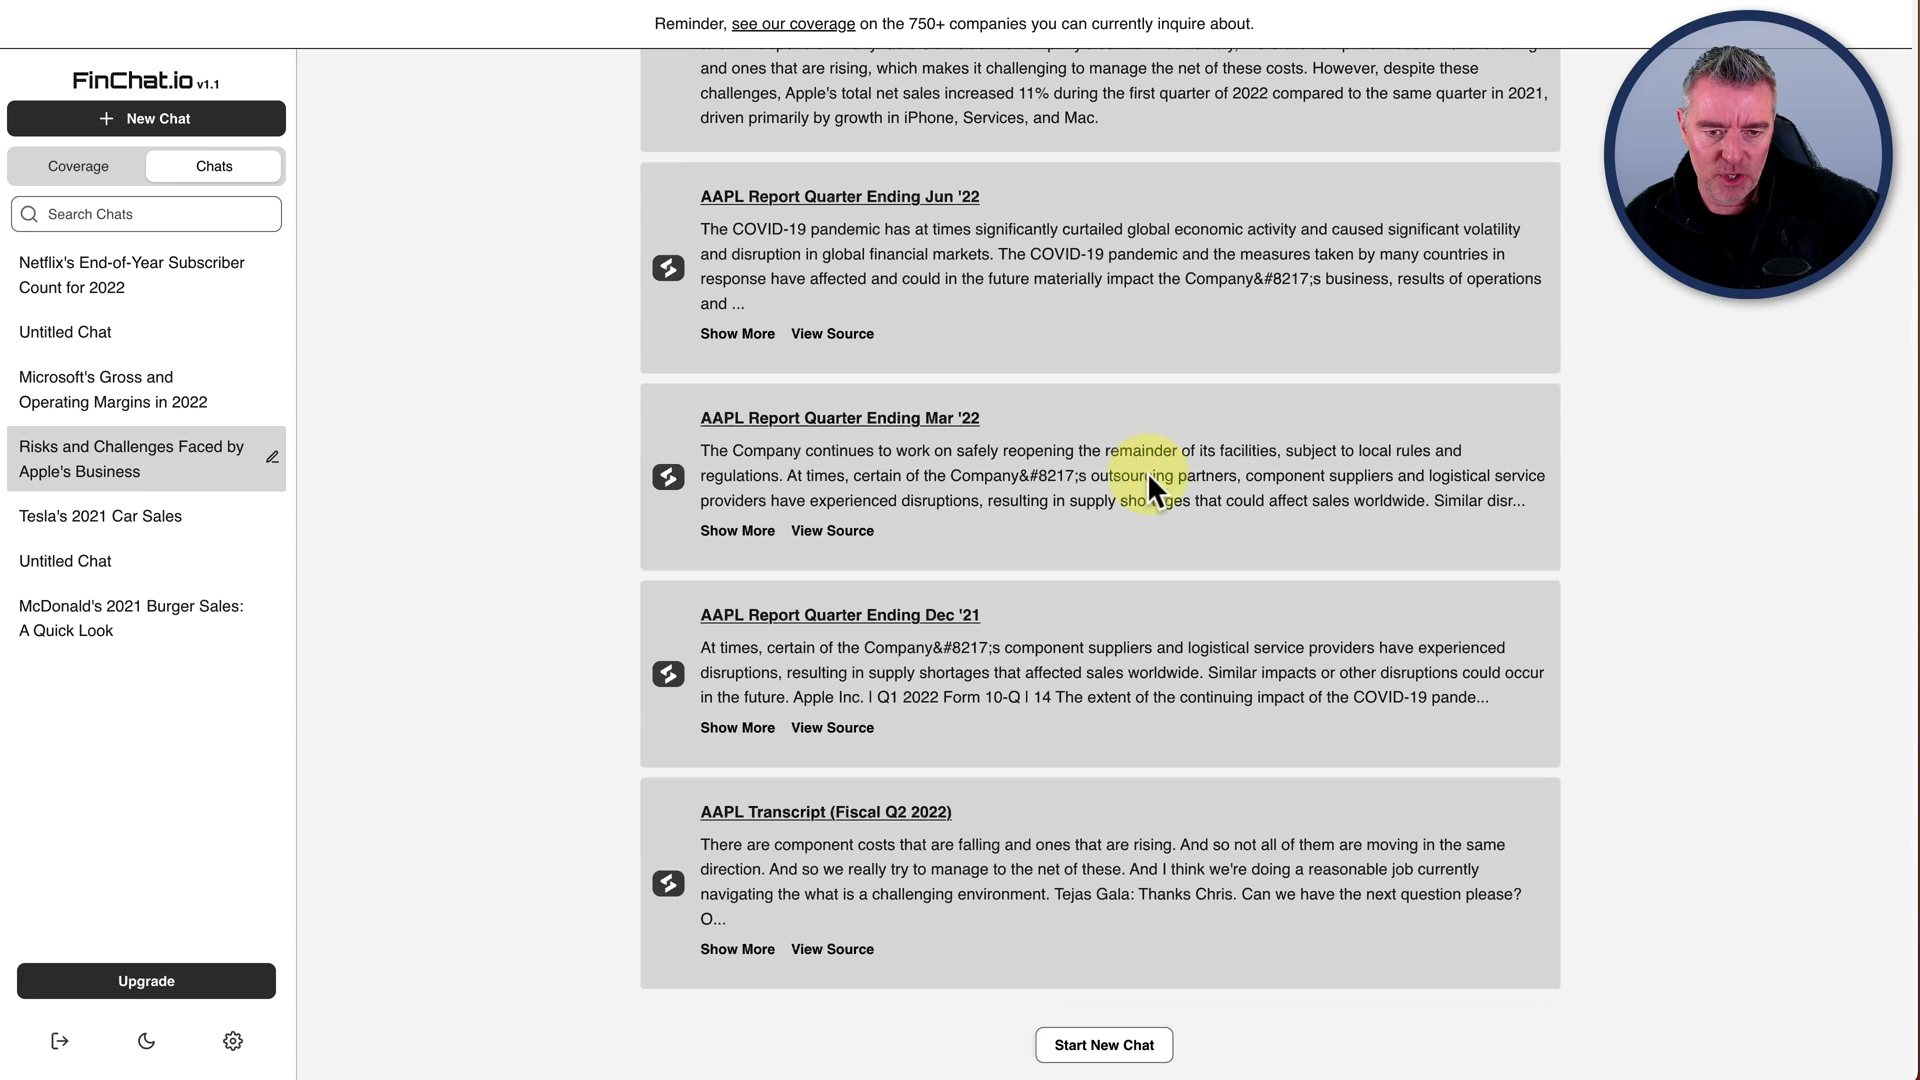 Reminder, see our coverage on the 750+ companies you can currently inquire about.
FinChat.io v1.1
+ New Chat
Coverage
Chats
Search Chats
Netflix's End-of-Year Subscriber
Count for 2022
Untitled Chat
Microsoft's Gross and
Operating Margins in 2022
Risks and Challenges Faced by
Apple's Business
Tesla's 2021 Car Sales
Untitled Chat
McDonald's 2021 Burger Sales:
A Quick Look
Upgrade
and ones that are rising, which makes it challenging to manage the net of these costs. However, despite these
challenges, Apple's total net sales increased 11% during the first quarter of 2022 compared to the same quarter in 2021,
driven primarily by growth in iPhone, Services, and Mac.
AAPL Report Quarter Ending Jun '22
The COVID-19 pandemic has at times significantly curtailed global economic activity and caused significant volatility
and disruption in global financial markets. The COVID-19 pandemic and the measures taken by many countries in
response have affected and could in the future materially impact the Company&#8217;s business, results of operations
and ...
Show More View Source
AAPL Report Quarter Ending Mar '22
The Company continues to work on safely reopening the remainder of its facilities, subject to local rules and
regulations. At times, certain of the Company&#8217;s outsourcing partners, component suppliers and logistical service
providers have experienced disruptions, resulting in supply shortages that could affect sales worldwide. Similar disr...
Show More View Source
AAPL Report Quarter Ending Dec '21
At times, certain of the Company&#8217;s component suppliers and logistical service providers have experienced
disruptions, resulting in supply shortages that affected sales worldwide. Similar impacts or other disruptions could occur
in the future. Apple Inc. | Q1 2022 Form 10-Q | 14 The extent of the continuing impact of the COVID-19 pande...
Show More View Source
AAPL Transcript (Fiscal Q2 2022)
There are component costs that are falling and ones that are rising. And so not all of them are moving in the same
direction. And so we really try to manage to the net of these. And I think we're doing a reasonable job currently
navigating the what is a challenging environment. Tejas Gala: Thanks Chris. Can we have the next question please?
O...
Show More View Source
Start New Chat